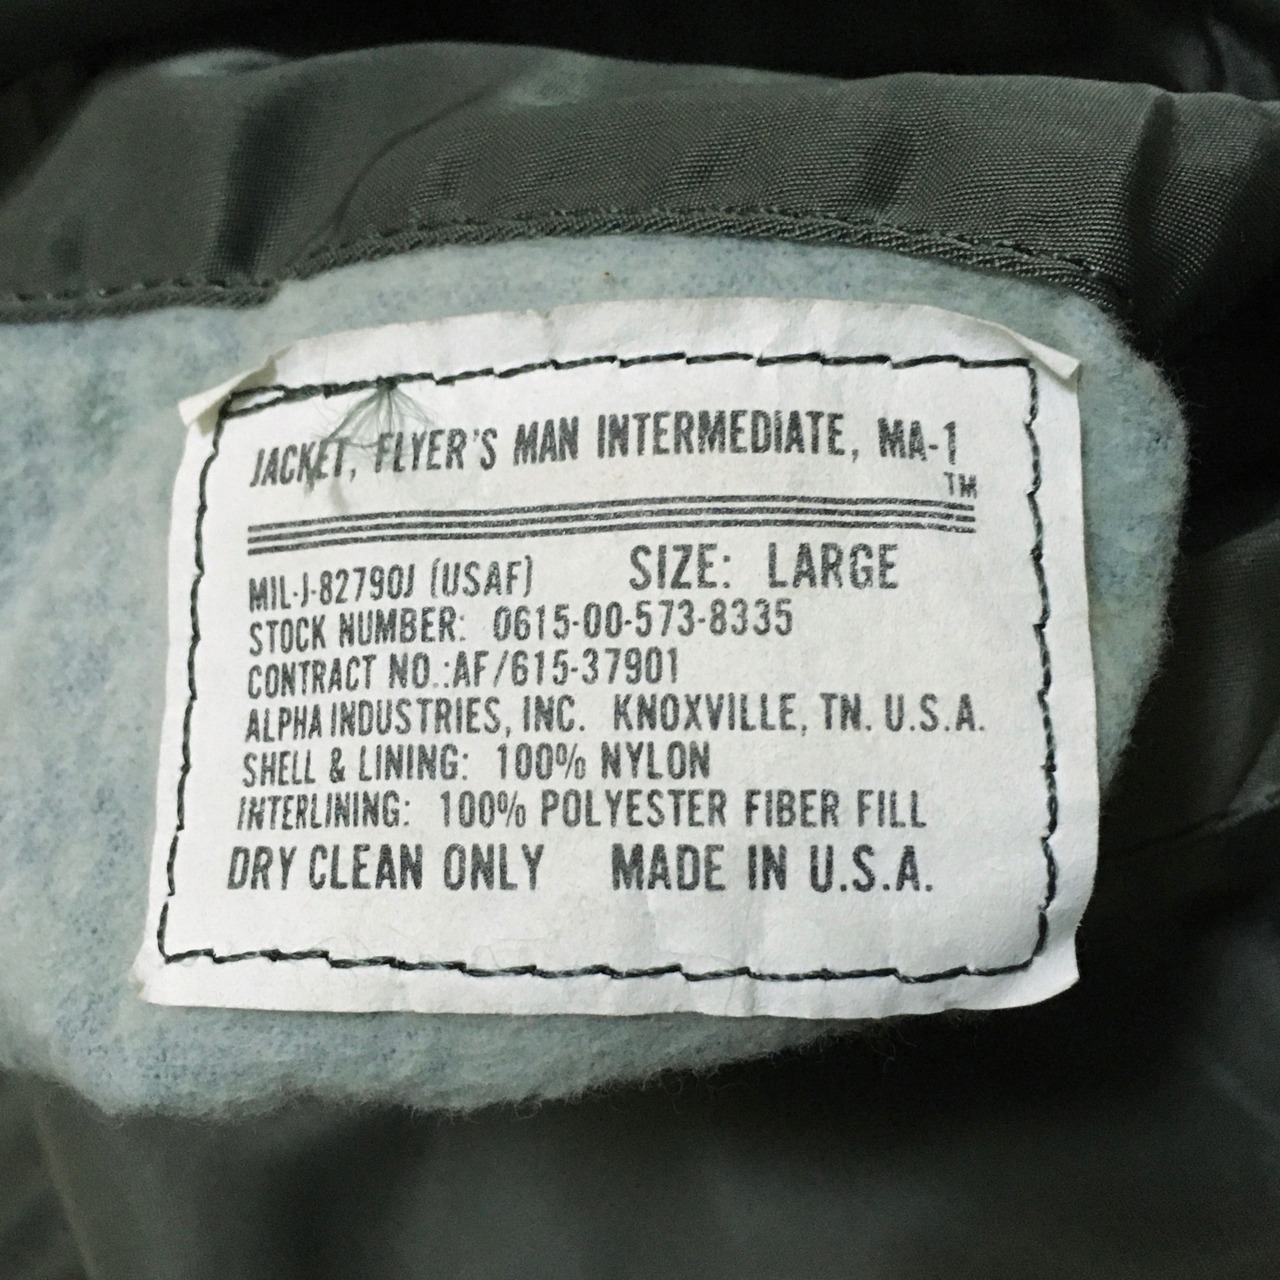 JACKET, FLYER'S MAN INTERMEDIATE, MA-1
TM
MIL-J-82790J (USAF) SIZE: LARGE
STOCK NUMBER: 0615-00-573-8335
CONTRACT NO.:AF/615-37901
ALPHA INDUSTRIES, INC. KNOXVILLE, TN. U.S.A.
SHELL & LINING: 100% NYLON
INTERLINING: 100% POLYESTER FIBER FILL
DRY CLEAN ONLY MADE IN U.S.A.